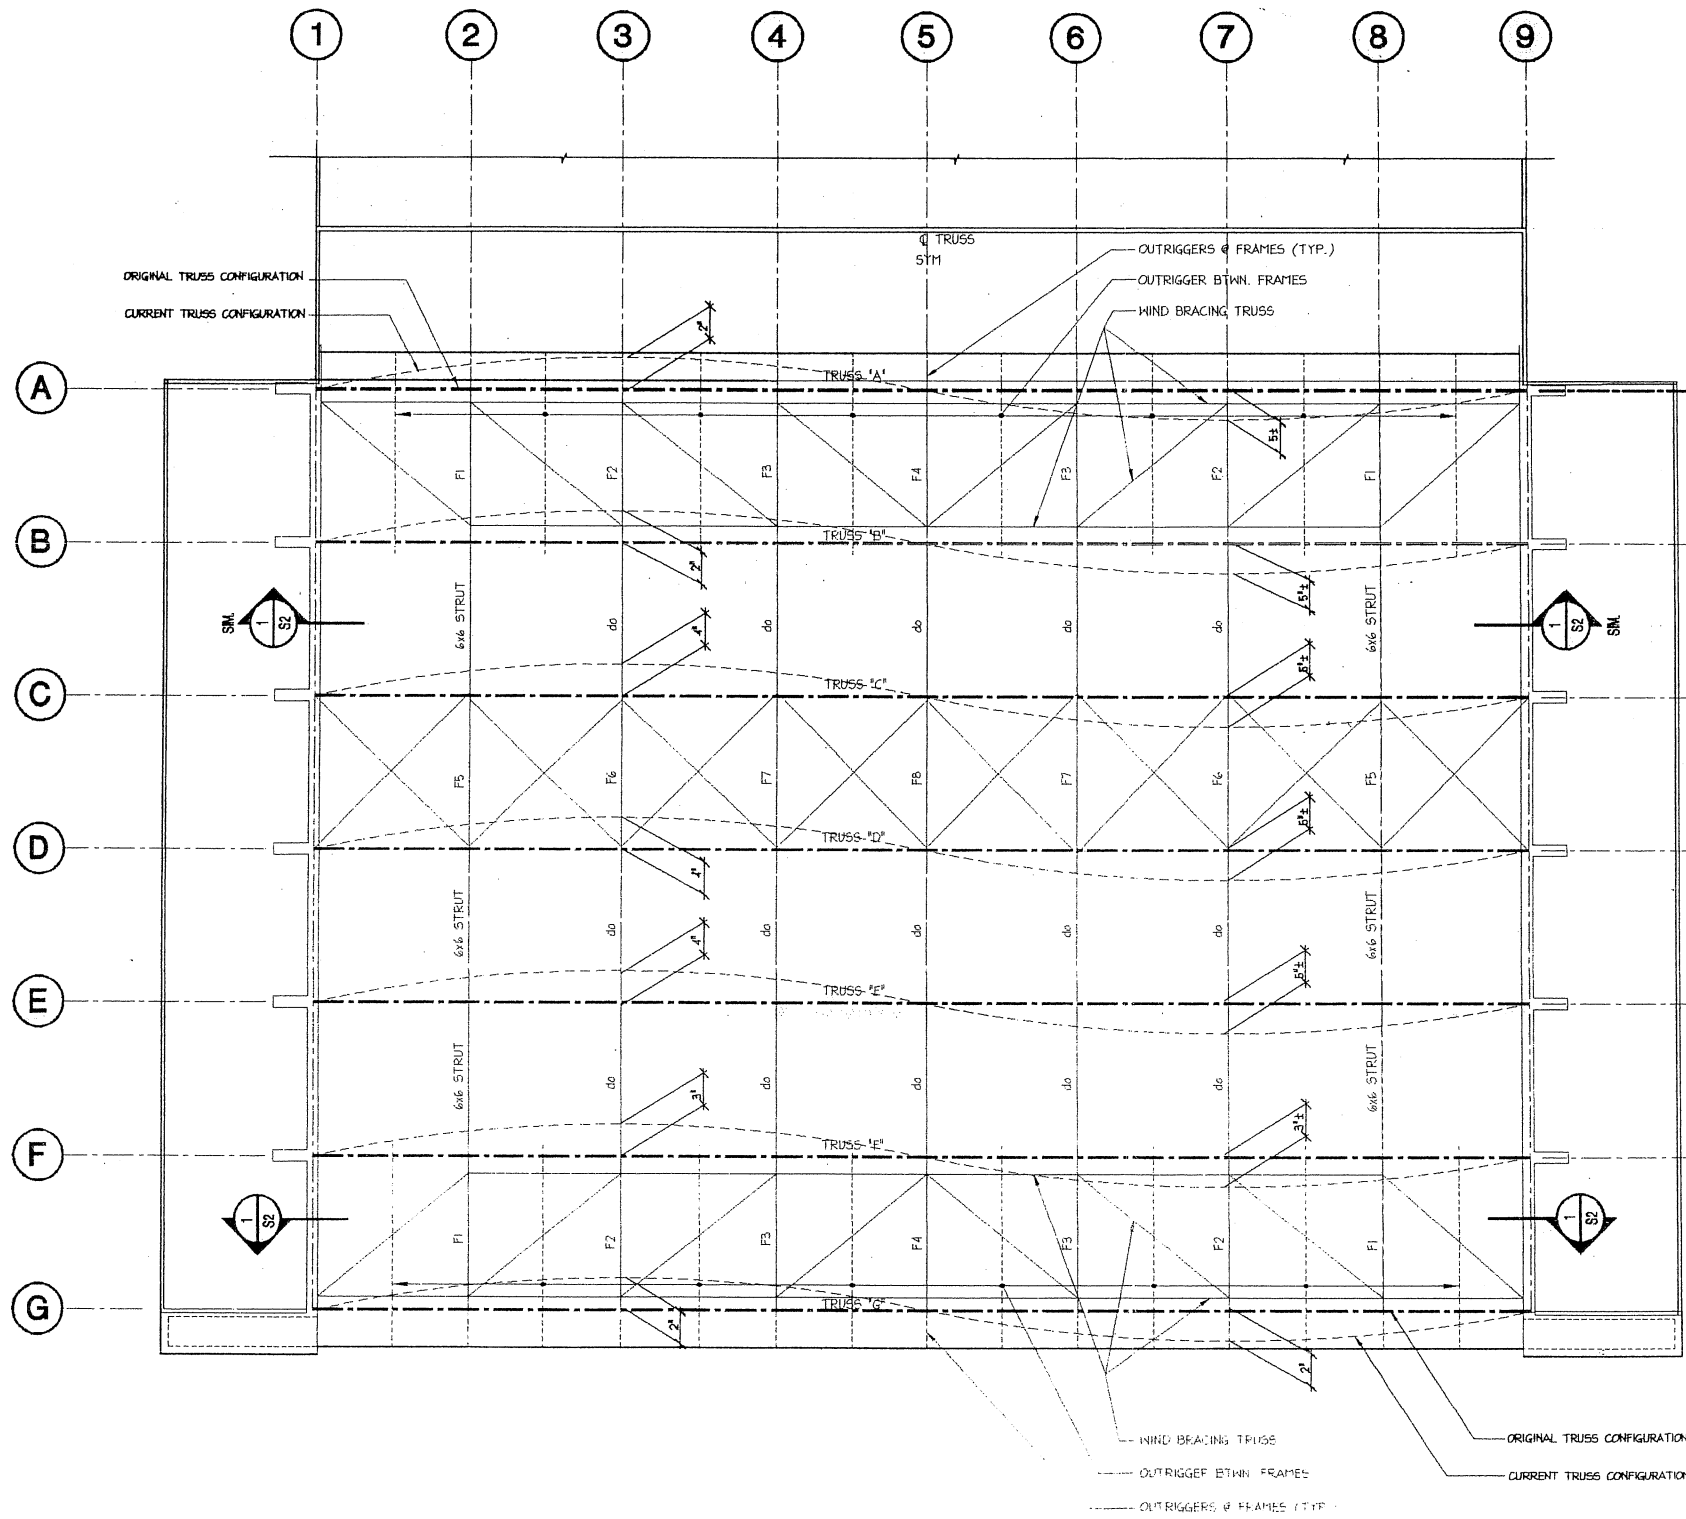 1 2 3 4 5 6 7 8 9
℄ TRUSS
SYM
OUTRIGGERS @ FRAMES (TYP.)
OUTRIGGER BTWN. FRAMES
WIND BRACING TRUSS
ORIGINAL TRUSS CONFIGURATION
CURRENT TRUSS CONFIGURATION
2"
A
TRUSS "A"
5±
F1 F2 F3 F4 F3 F2 F1
B
TRUSS "B"
2"
5"±
SIM.
1
S2
6x6 STRUT
do do do do do
6x6 STRUT
1
S2
SIM.
4"
5"±
C
TRUSS "C"
F5 F6 F7 F8 F7 F6 F5
5"±
D
TRUSS "D"
4"
6x6 STRUT
do do do do do
6x6 STRUT
4"
5"±
E
TRUSS "E"
6x6 STRUT
do do do do do
6x6 STRUT
3"
3"±
F
TRUSS "F"
1
S2
F1 F2 F3 F4 F3 F2 F1
1
S2
G
TRUSS "G"
2"
2"
WIND BRACING TRUSS
OUTRIGGER BTWN. FRAMES
OUTRIGGERS @ FRAMES (TYP.
ORIGINAL TRUSS CONFIGURATION
CURRENT TRUSS CONFIGURATION